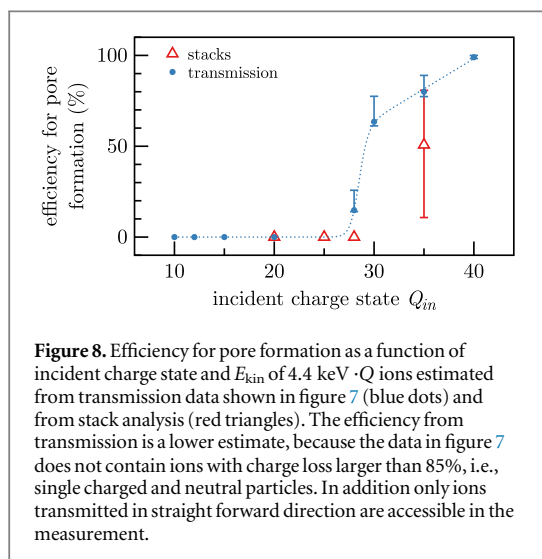 efficiency for pore
formation (%)
100
50
0
stacks
transmission
10
20
30
40
incident charge state Q_in
Figure 8. Efficiency for pore formation as a function of
incident charge state and E_kin of 4.4 keV ·Q ions estimated
from transmission data shown in figure 7 (blue dots) and
from stack analysis (red triangles). The efficiency from
transmission is a lower estimate, because the data in figure 7
does not contain ions with charge loss larger than 85%, i.e.,
single charged and neutral particles. In addition only ions
transmitted in straight forward direction are accessible in the
measurement.